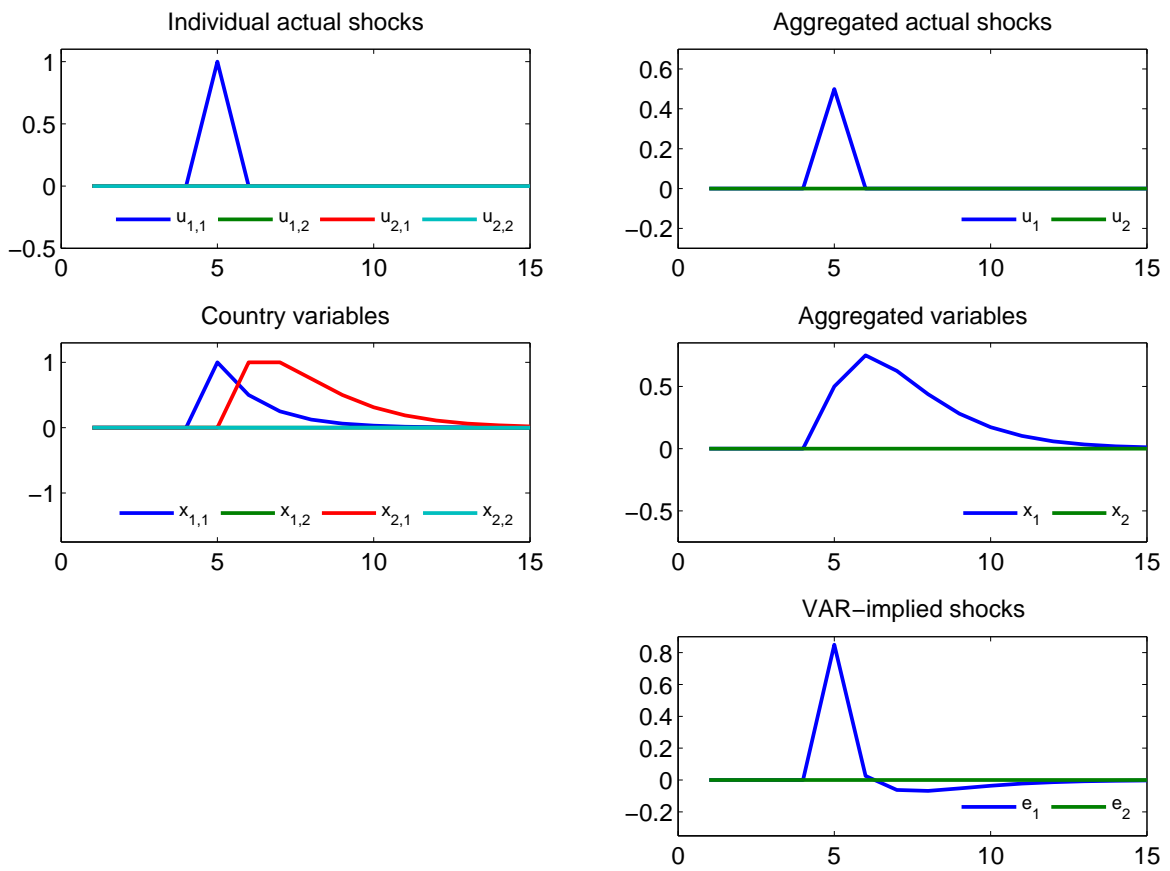 Individual actual shocks
1
0.5
0
−0.5
0 5 10 15
u1,1 u1,2 u2,1 u2,2
Aggregated actual shocks
0.6
0.4
0.2
0
−0.2
0 5 10 15
u1 u2
Country variables
1
0
−1
0 5 10 15
x1,1 x1,2 x2,1 x2,2
Aggregated variables
0.5
0
−0.5
0 5 10 15
x1 x2
VAR−implied shocks
0.8
0.6
0.4
0.2
0
−0.2
0 5 10 15
e1 e2